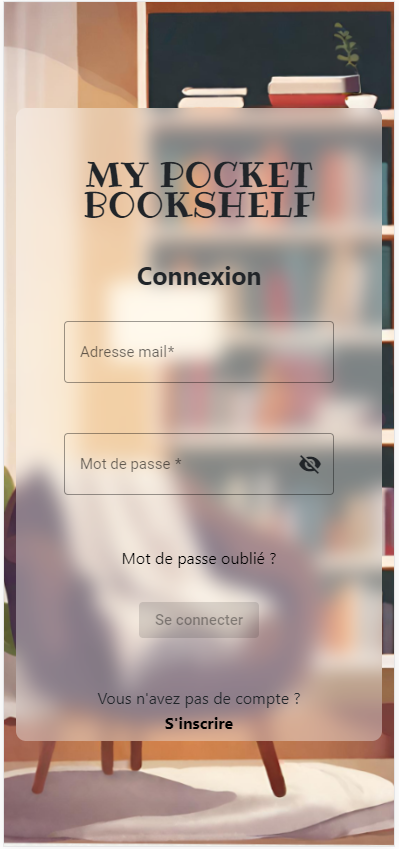 MY POCKET
BOOKSHELF
Connexion
Adresse mail*
Mot de passe *
Mot de passe oublié ?
Se connecter
Vous n'avez pas de compte ?
S'inscrire